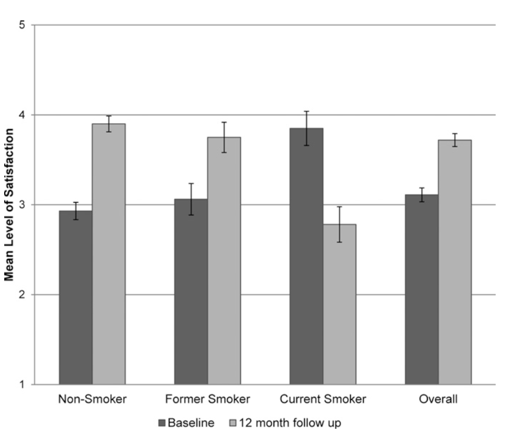 5
4
3
2
1
Mean Level of Satisfaction
Non-Smoker Former Smoker Current Smoker Overall
Baseline 12 month follow up